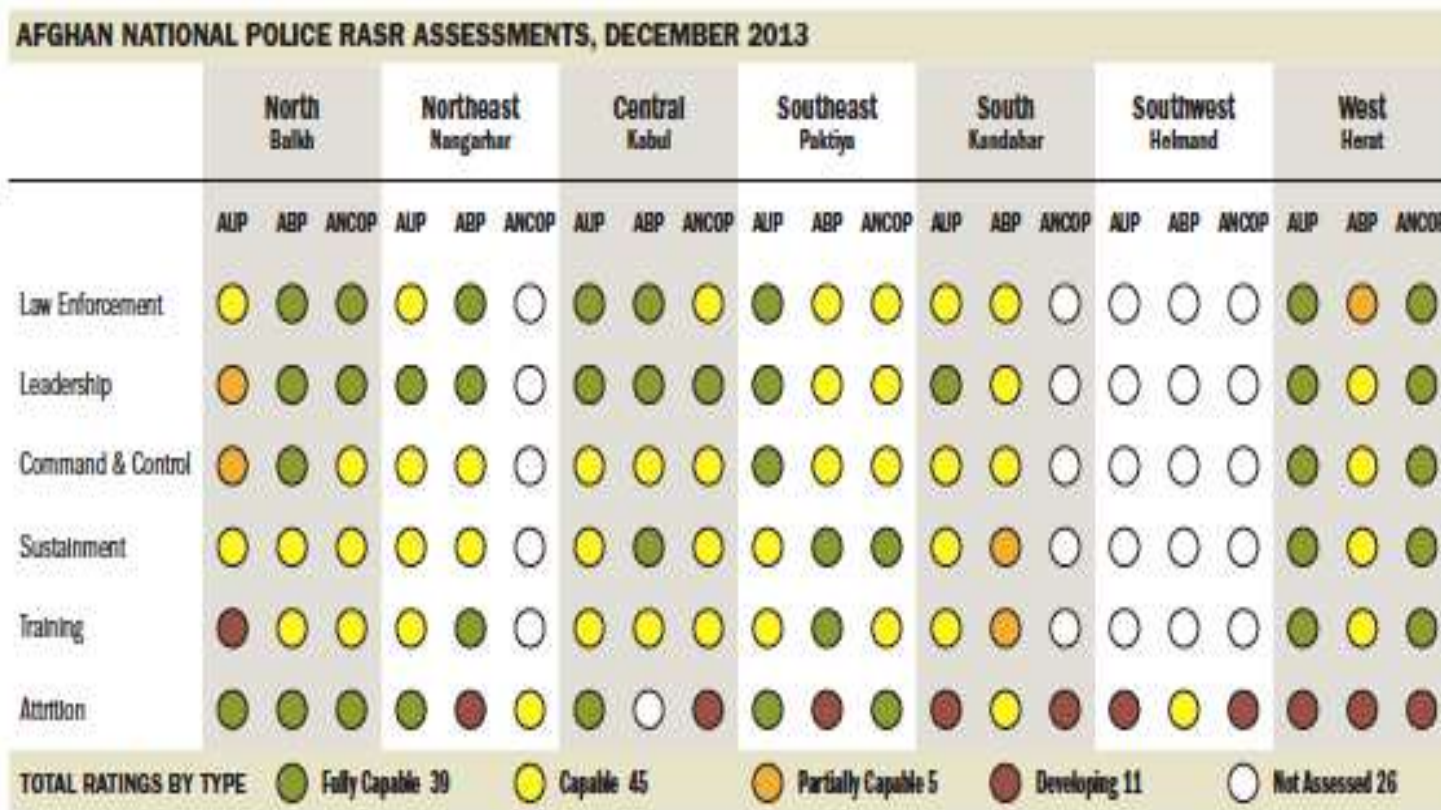 AFGHAN NATIONAL POLICE RASR ASSESSMENTS, DECEMBER 2013
North Northeast Central Southeast South Southwest West
Balkh Nangarhar Kabul Paktiya Kandahar Helmand Herat
AUP ABP ANCOP AUP ABP ANCOP AUP ABP ANCOP AUP ABP ANCOP AUP ABP ANCOP AUP ABP ANCOP AUP ABP ANCOP
Law Enforcement
Leadership
Command & Control
Sustainment
Training
Attrition
TOTAL RATINGS BY TYPE Fully Capable 39 Capable 45 Partially Capable 5 Developing 11 Not Assessed 26